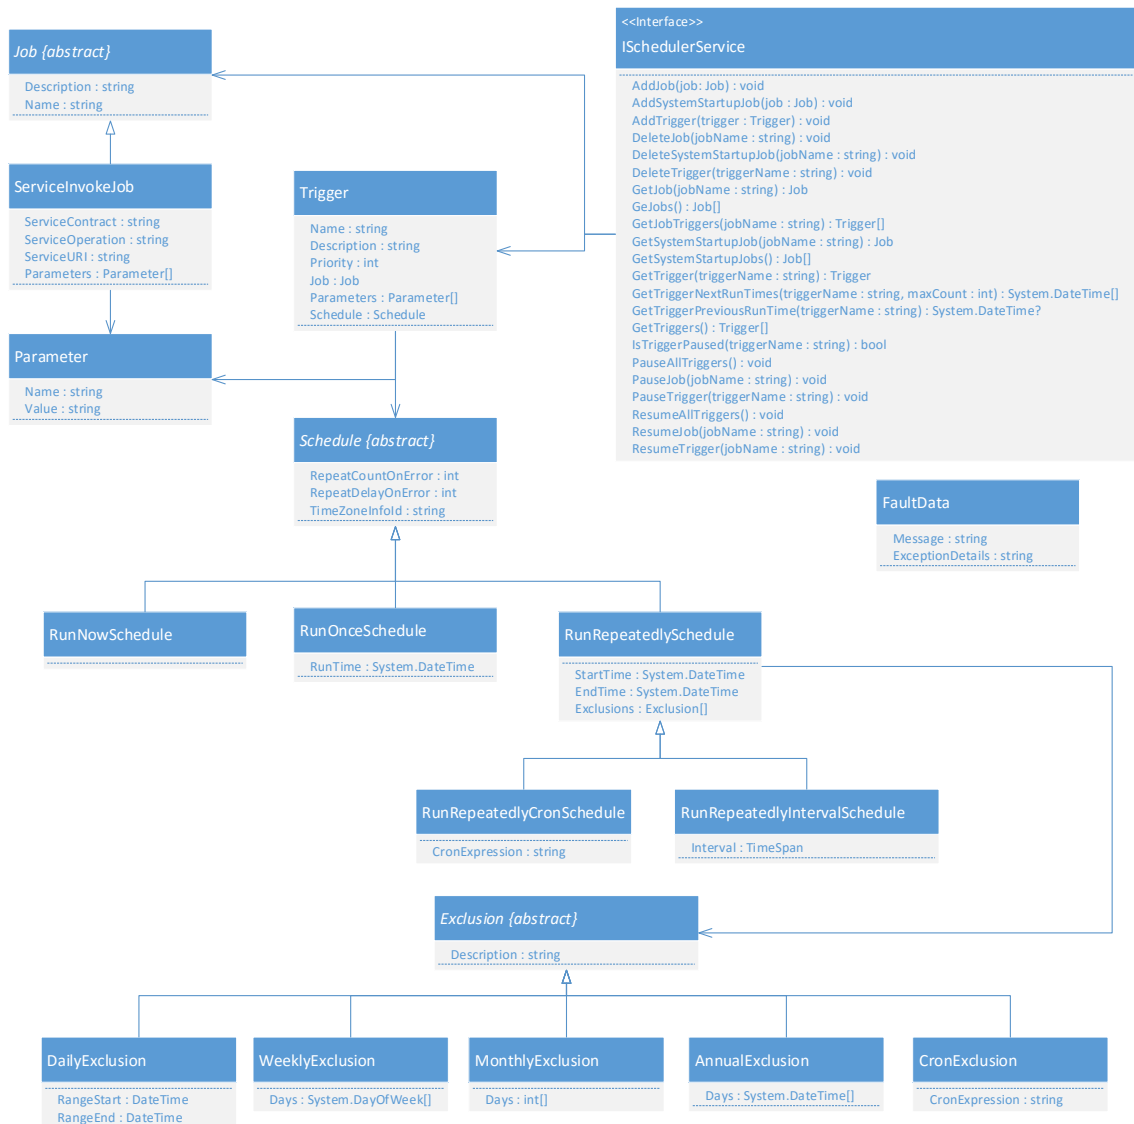 Job {abstract}
Description : string
Name : string
<<Interface>>
ISchedulerService
AddJob(job: Job) : void
AddSystemStartupJob(job : Job) : void
AddTrigger(trigger : Trigger) : void
DeleteJob(jobName : string) : void
DeleteSystemStartupJob(jobName : string) : void
DeleteTrigger(triggerName : string) : void
GetJob(jobName : string) : Job
GeJobs() : Job[]
GetJobTriggers(jobName : string) : Trigger[]
GetSystemStartupJob(jobName : string) : Job
GetSystemStartupJobs() : Job[]
GetTrigger(triggerName : string) : Trigger
GetTriggerNextRunTimes(triggerName : string, maxCount : int) : System.DateTime[]
GetTriggerPreviousRunTime(triggerName : string) : System.DateTime?
GetTriggers() : Trigger[]
IsTriggerPaused(triggerName : string) : bool
PauseAllTriggers() : void
PauseJob(jobName : string) : void
PauseTrigger(triggerName : string) : void
ResumeAllTriggers() : void
ResumeJob(jobName : string) : void
ResumeTrigger(jobName : string) : void
ServiceInvokeJob
ServiceContract : string
ServiceOperation : string
ServiceURI : string
Parameters : Parameter[]
Trigger
Name : string
Description : string
Priority : int
Job : Job
Parameters : Parameter[]
Schedule : Schedule
Parameter
Name : string
Value : string
Schedule {abstract}
RepeatCountOnError : int
RepeatDelayOnError : int
TimeZoneInfoId : string
FaultData
Message : string
ExceptionDetails : string
RunNowSchedule
RunOnceSchedule
RunTime : System.DateTime
RunRepeatedlySchedule
StartTime : System.DateTime
EndTime : System.DateTime
Exclusions : Exclusion[]
RunRepeatedlyCronSchedule
CronExpression : string
RunRepeatedlyIntervalSchedule
Interval : TimeSpan
Exclusion {abstract}
Description : string
DailyExclusion
RangeStart : DateTime
RangeEnd : DateTime
WeeklyExclusion
Days : System.DayOfWeek[]
MonthlyExclusion
Days : int[]
AnnualExclusion
Days : System.DateTime[]
CronExclusion
CronExpression : string